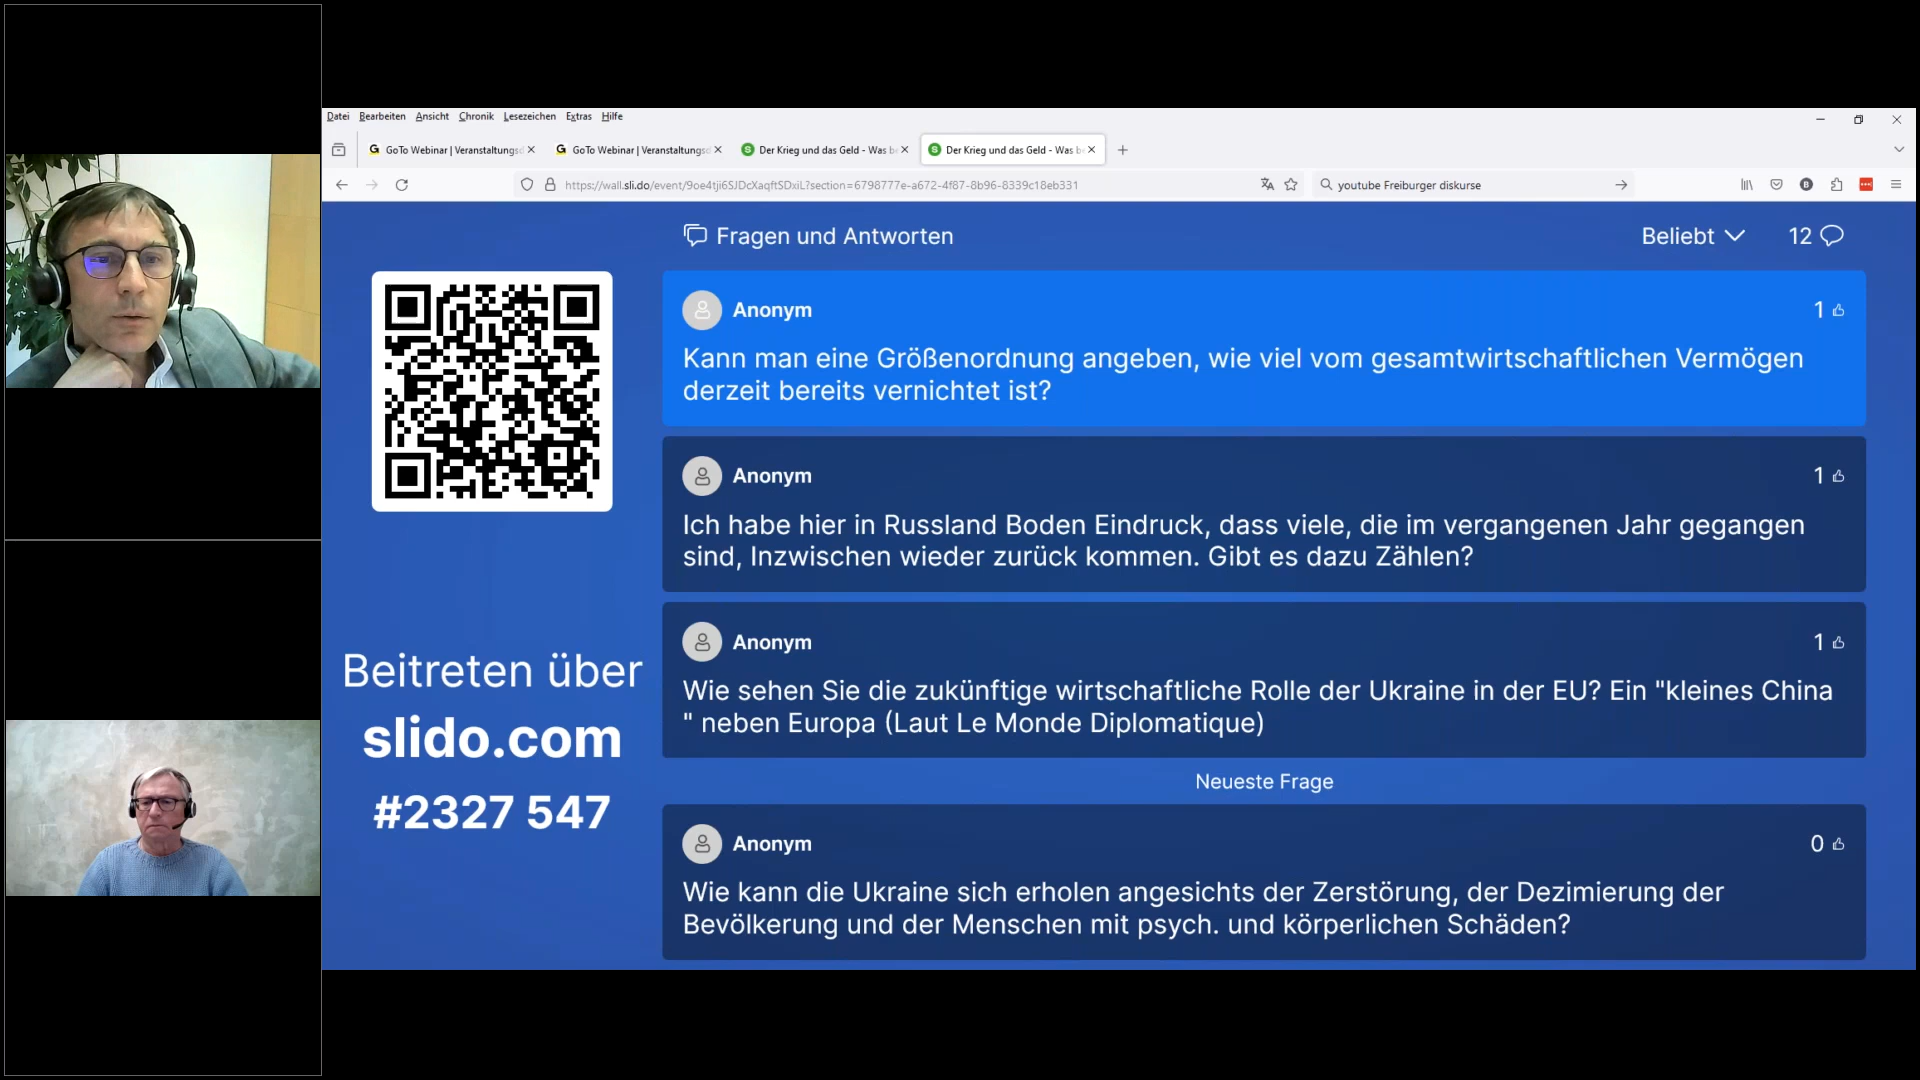 Datei Bearbeiten Ansicht Chronik Lesezeichen Extras Hilfe
GoTo Webinar | Veranstaltungsd
GoTo Webinar | Veranstaltungsd
Der Krieg und das Geld - Was b
Der Krieg und das Geld - Was b
https://wall.sli.do/event/9oe4tji6SJDcXaqftSDxiL?section=6798777e-a672-4f87-8b96-8339c18eb331
youtube Freiburger diskurse
Fragen und Antworten
Beliebt
12
Anonym
1
Kann man eine Größenordnung angeben, wie viel vom gesamtwirtschaftlichen Vermögen
derzeit bereits vernichtet ist?
Anonym
1
Ich habe hier in Russland Boden Eindruck, dass viele, die im vergangenen Jahr gegangen
sind, Inzwischen wieder zurück kommen. Gibt es dazu Zählen?
Anonym
1
Wie sehen Sie die zukünftige wirtschaftliche Rolle der Ukraine in der EU? Ein "kleines China
" neben Europa (Laut Le Monde Diplomatique)
Neueste Frage
Anonym
0
Wie kann die Ukraine sich erholen angesichts der Zerstörung, der Dezimierung der
Bevölkerung und der Menschen mit psych. und körperlichen Schäden?
Beitreten über
slido.com
#2327 547